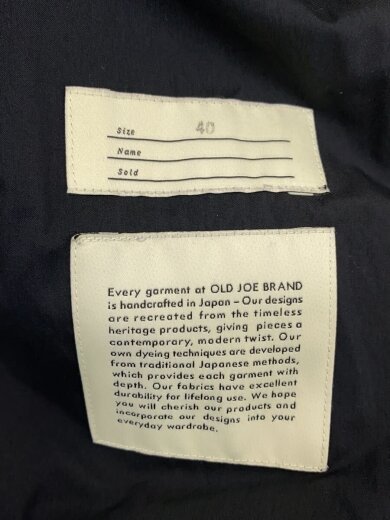 Size 40
Name
Sold
Every garment at OLD JOE BRAND
is handcrafted in Japan – Our designs
are recreated from the timeless
heritage products, giving pieces a
contemporary, modern twist. Our
own dyeing techniques are developed
from traditional Japanese methods,
which provides each garment with
depth. Our fabrics have excellent
durability for lifelong use. We hope
you will cherish our products and
incorporate our designs into your
everyday wardrobe.